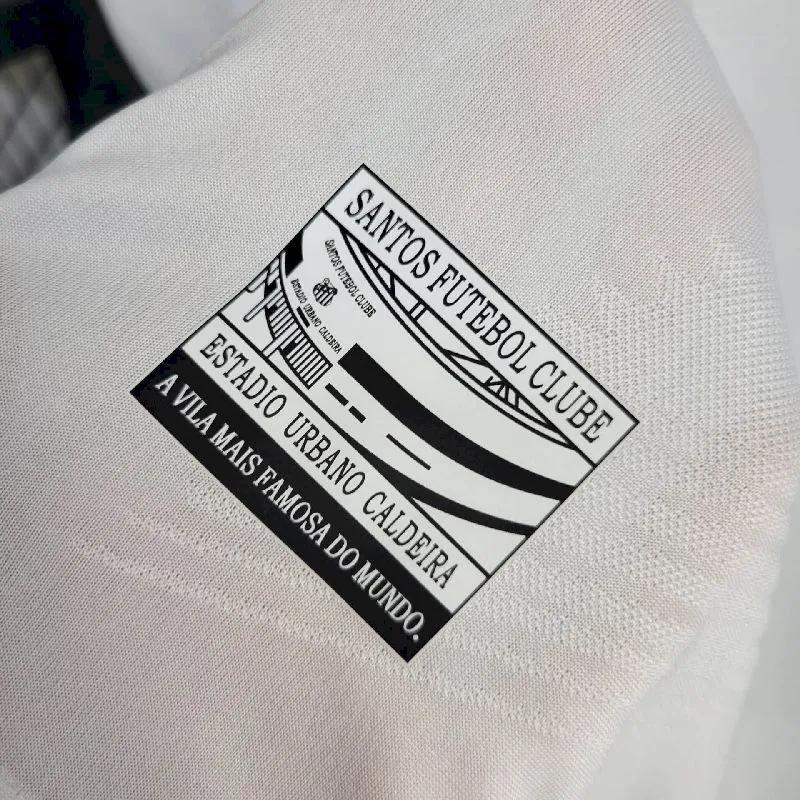 SANTOS FUTEBOL CLUBE
SANTOS FUTEBOL CLUBE
ESTADIO URBANO CALDEIRA
ESTADIO URBANO CALDEIRA
A VILA MAIS FAMOSA DO MUNDO.